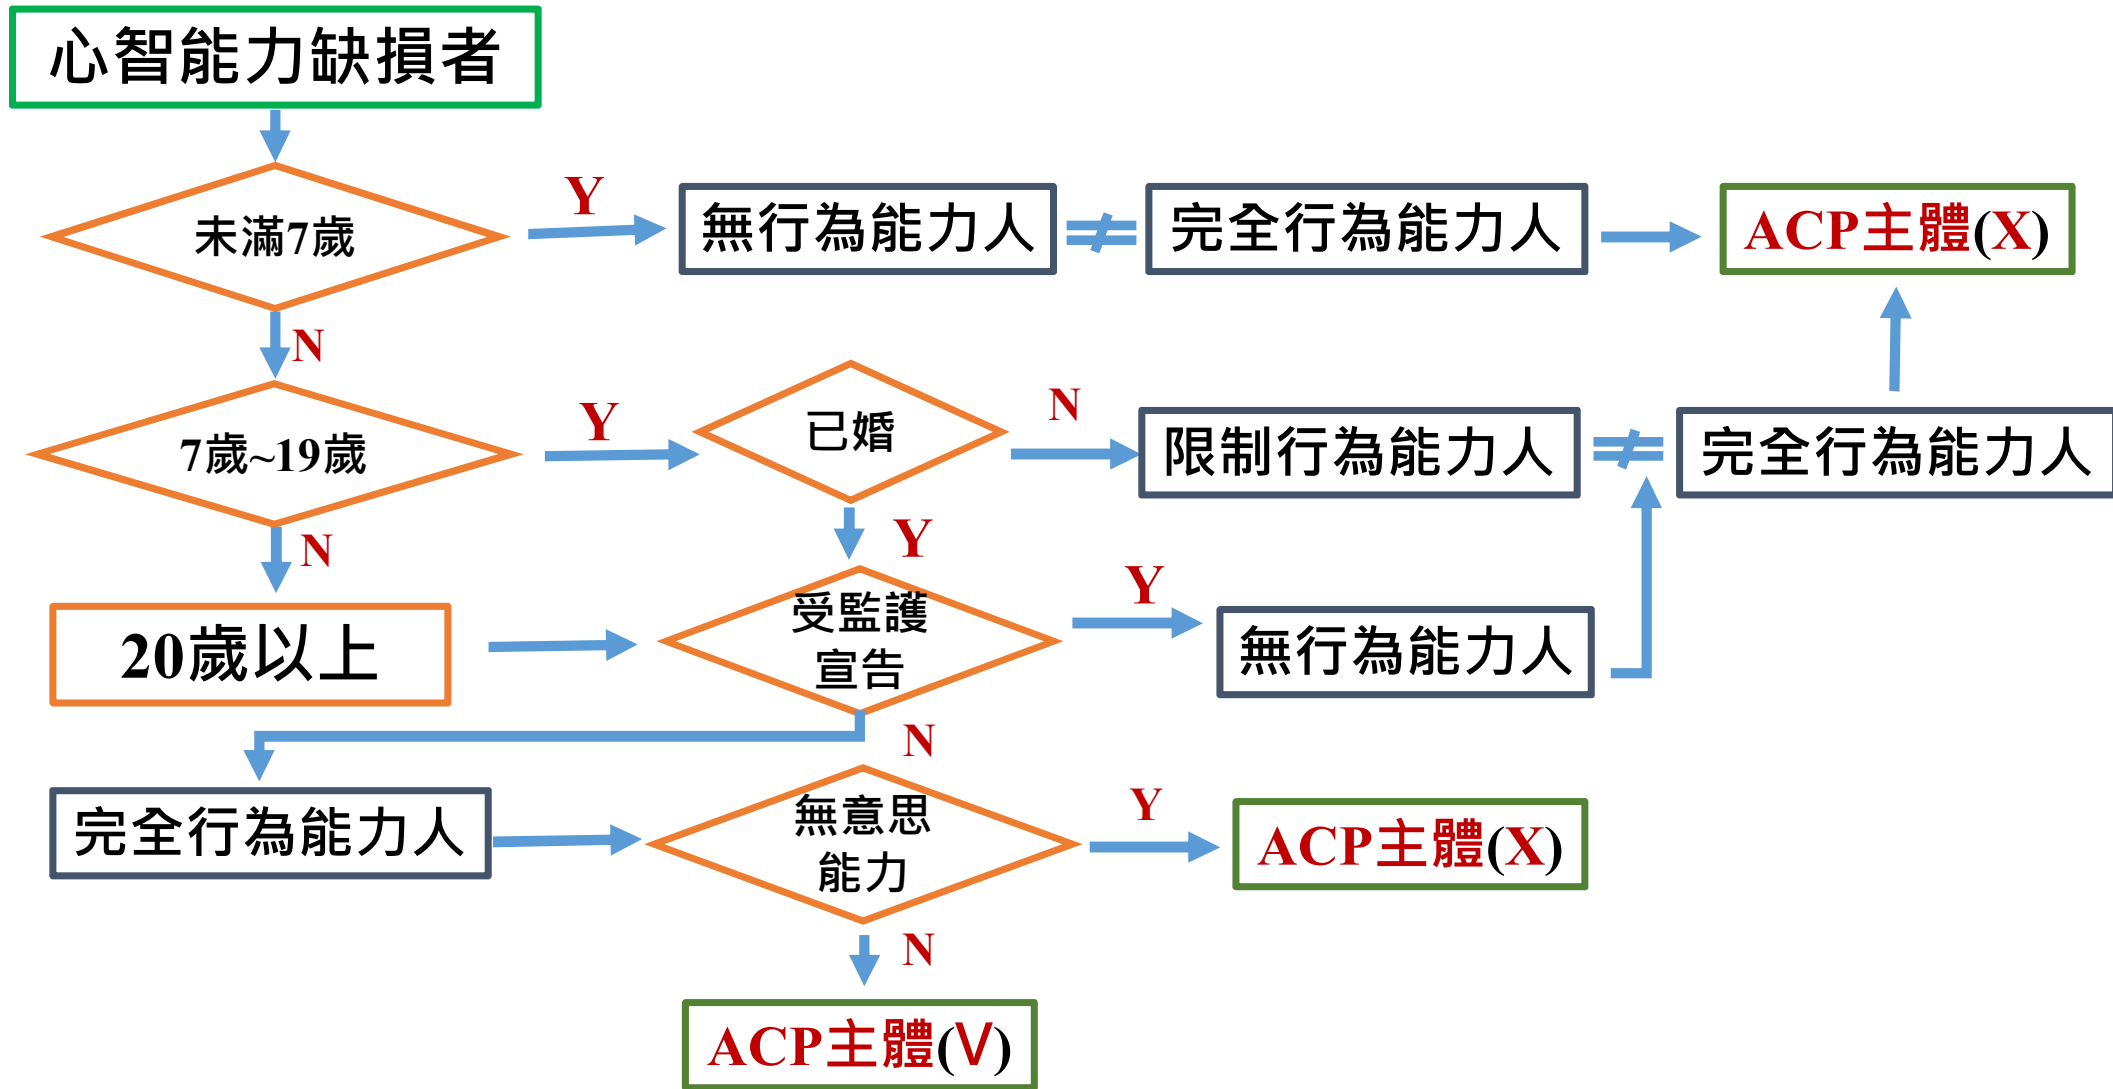 心智能力缺損者
未滿7歲
Y
無行為能力人
≠
完全行為能力人
ACP主體(X)
N
7歲~19歲
Y
已婚
N
限制行為能力人
≠
完全行為能力人
N
Y
20歲以上
受監護
宣告
Y
無行為能力人
N
完全行為能力人
無意思
能力
Y
ACP主體(X)
N
ACP主體(V)